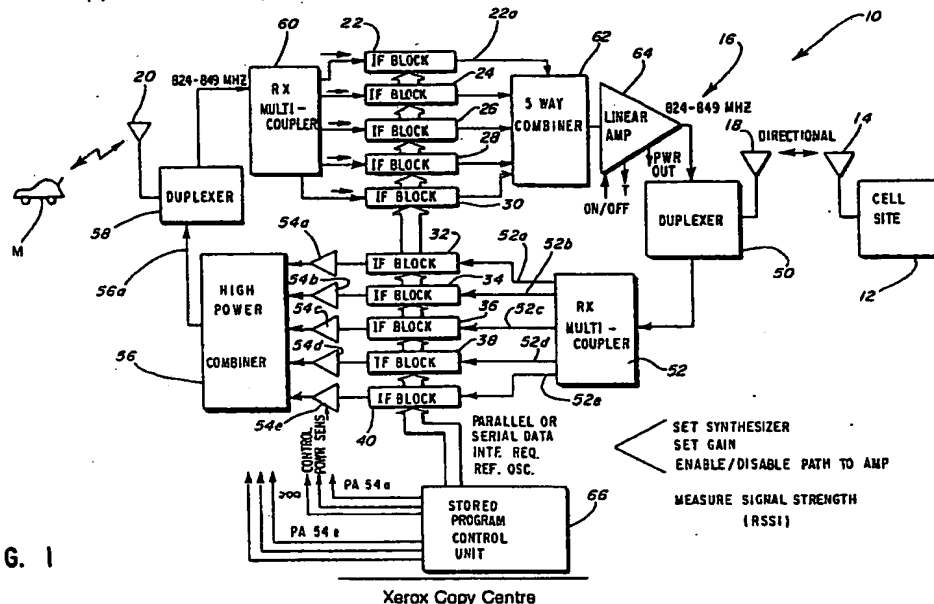 10
22
22a
60
IF BLOCK
62
16
64
20
824-849 MHZ
RX
MULTI-
COUPLER
IF BLOCK
24
5 WAY
COMBINER
LINEAR
AMP
824-849 MHZ
IF BLOCK
26
18
DIRECTIONAL
14
IF BLOCK
28
PWR
OUT
T
ON/OFF
IF BLOCK
30
M
DUPLEXER
58
DUPLEXER
50
CELL
SITE
12
54a
32
52a
52b
56a
IF BLOCK
54b
34
HIGH
POWER
COMBINER
IF BLOCK
54c
36
52c
RX
MULTI-
COUPLER
IF BLOCK
54d
38
52d
56
IF BLOCK
52
52e
IF BLOCK
54e
40
CONTROL
POWR SENS
PARALLEL OR
SERIAL DATA
INTF. REQ.
REF. OSC.
SET SYNTHESIZER
SET GAIN
ENABLE/DISABLE PATH TO AMP
MEASURE SIGNAL STRENGTH
(RSSI)
PA 54a
PA 54e
STORED
PROGRAM
CONTROL
UNIT
66
G. 1
Xerox Copy Centre